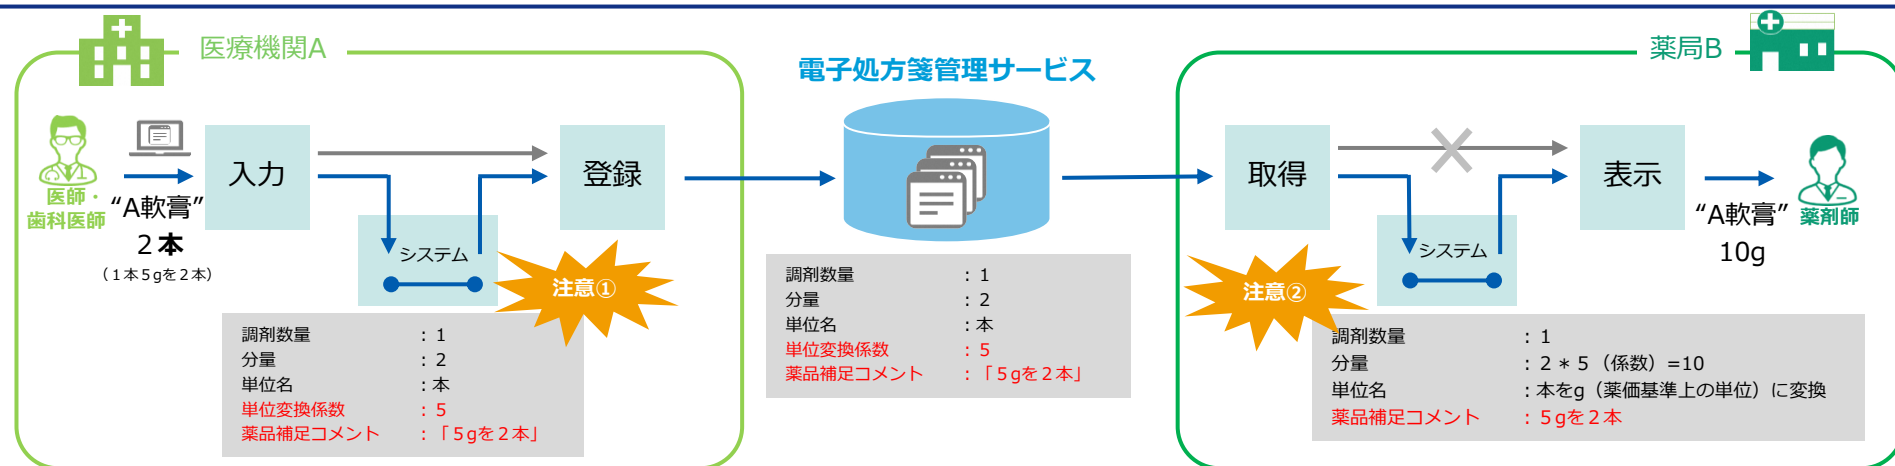 医療機関A
医師・
歯科医師
“A軟膏”
２本
（１本５gを２本）
入力
システム
登録
注意①
調剤数量 ：1
分量 ：2
単位名 ：本
単位変換係数 ：5
薬品補足コメント ：「５gを２本」
電子処方箋管理サービス
調剤数量 ：1
分量 ：2
単位名 ：本
単位変換係数 ：5
薬品補足コメント ：「５gを２本」
薬局B
取得
システム
表示
注意②
“A軟膏”
10g
薬剤師
調剤数量 ：1
分量 ：2＊5（係数）=10
単位名 ：本をg（薬価基準上の単位）に変換
薬品補足コメント ：５gを２本